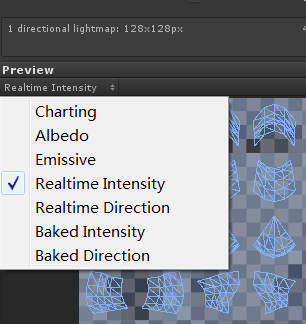 1 directional lightmap: 128x128px
Preview
Realtime Intensity
Charting
Albedo
Emissive
Realtime Intensity
Realtime Direction
Baked Intensity
Baked Direction